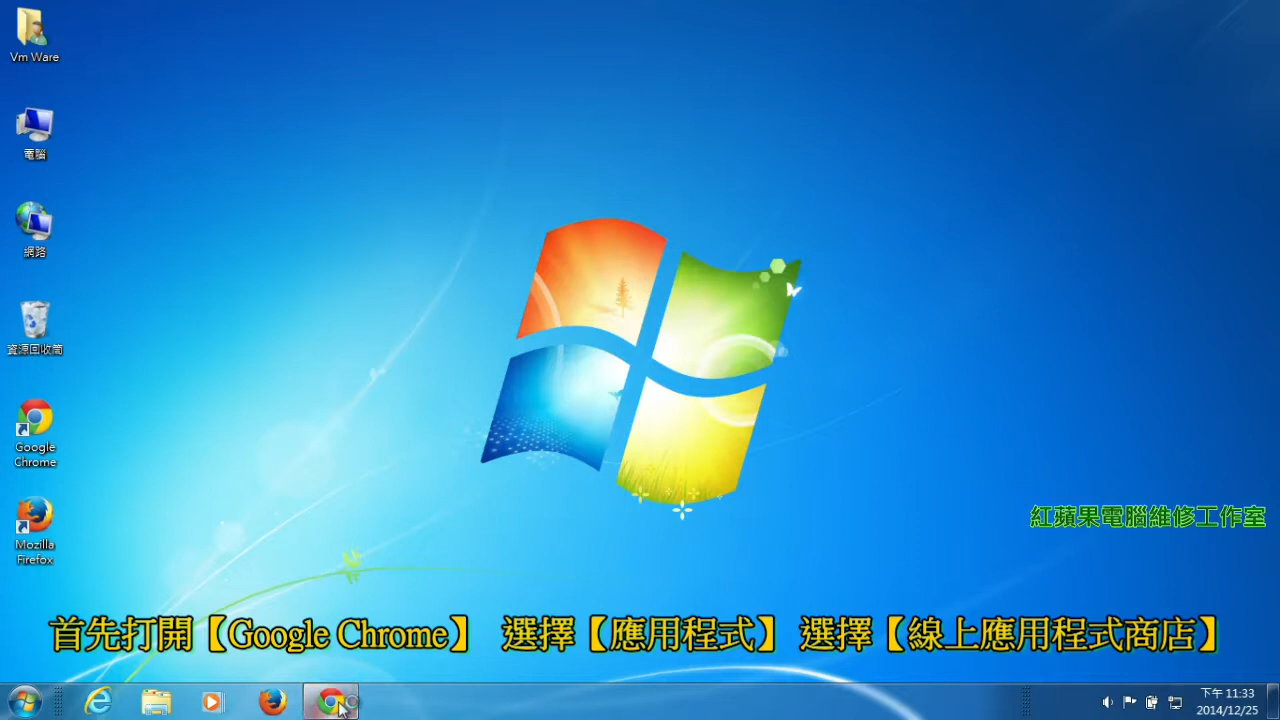 Vm Ware
電腦
網路
資源回收筒
Google
Chrome
Mozilla
Firefox
紅蘋果電腦維修工作室
首先打開【Google Chrome】 選擇【應用程式】 選擇【線上應用程式商店】
下午 11:33
2014/12/25